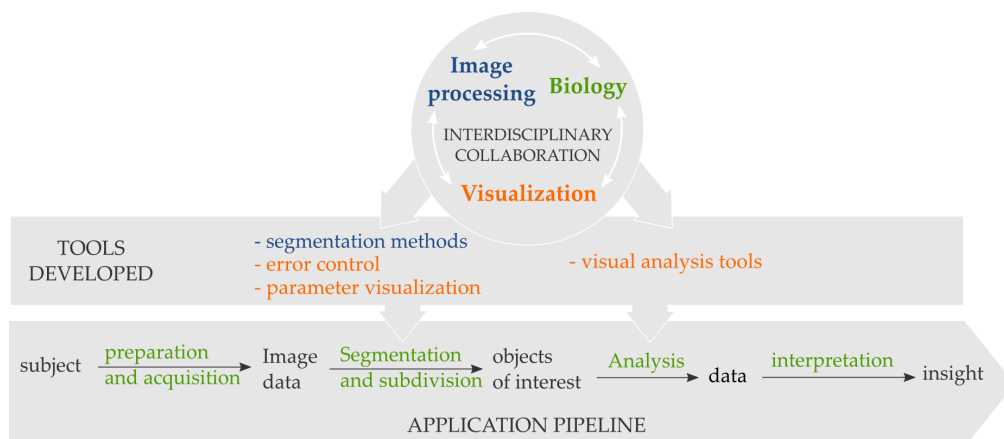 Image
processing
Biology
INTERDISCIPLINARY
COLLABORATION
Visualization
TOOLS
DEVELOPED
- segmentation methods
- error control
- parameter visualization
- visual analysis tools
subject
preparation
and acquisition
Image
data
Segmentation
and subdivision
objects
of interest
Analysis
data
interpretation
insight
APPLICATION PIPELINE